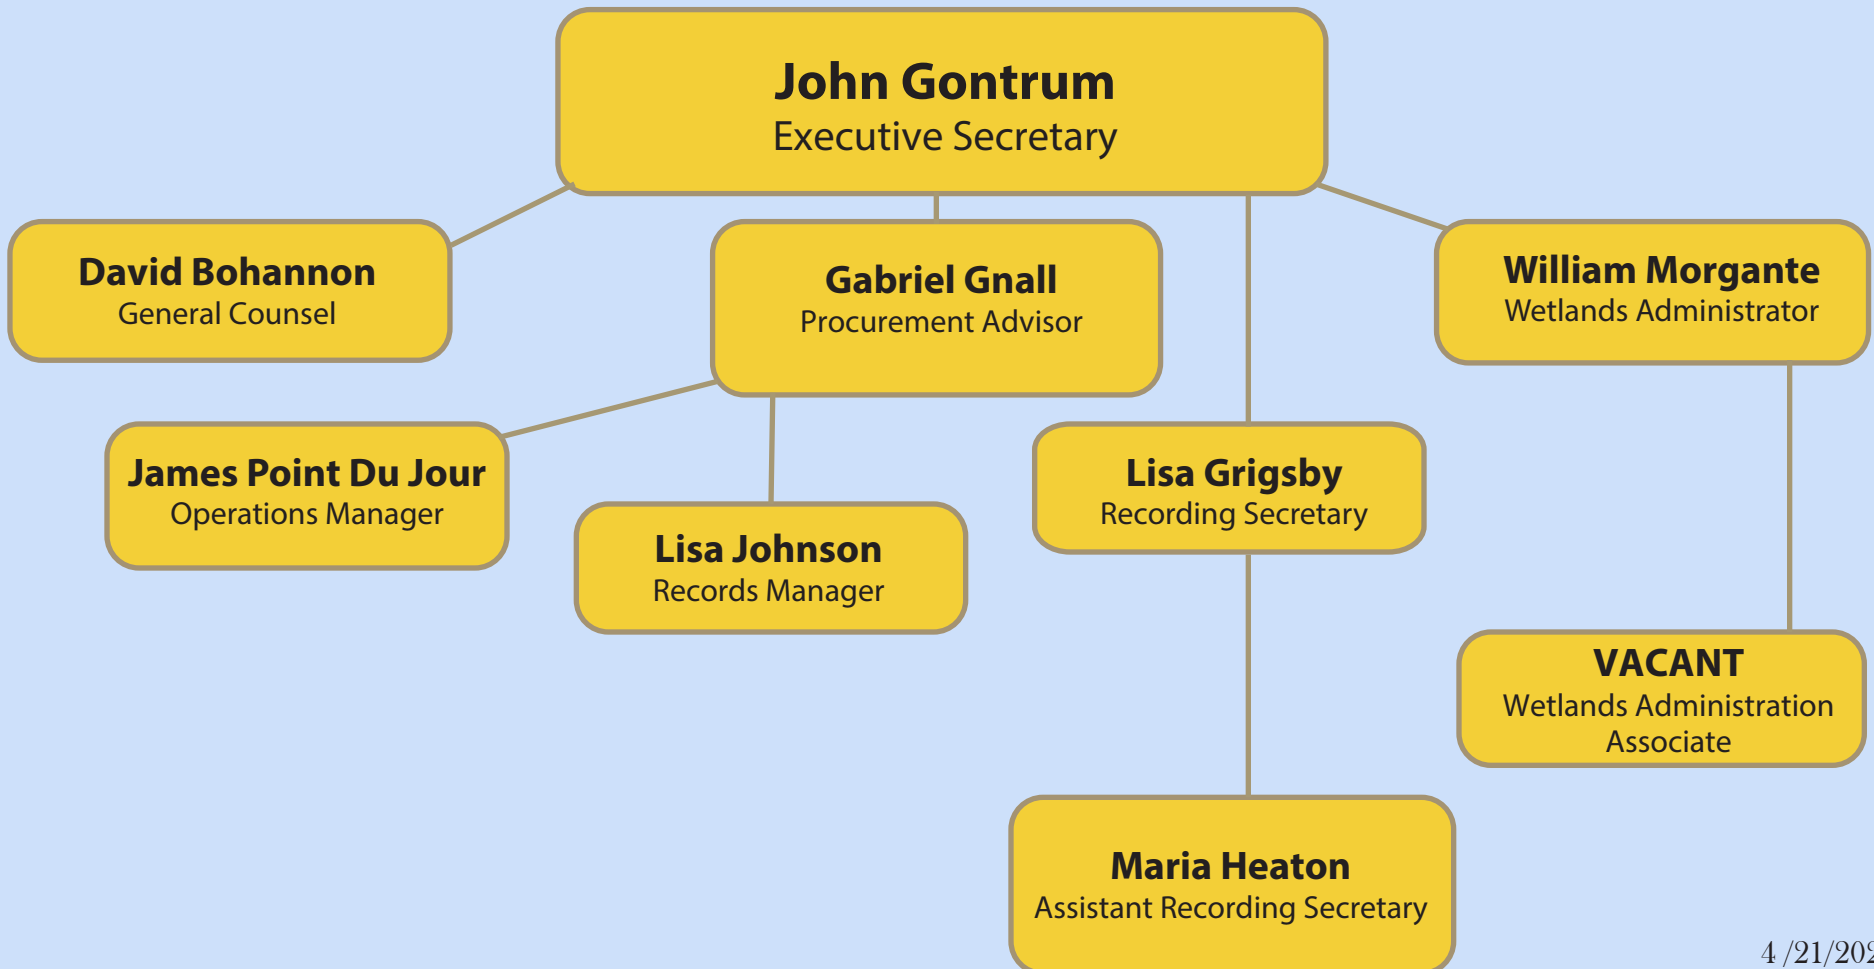 John Gontrum
Executive Secretary
David Bohannon
General Counsel
Gabriel Gnall
Procurement Advisor
William Morgante
Wetlands Administrator
James Point Du Jour
Operations Manager
Lisa Johnson
Records Manager
Lisa Grigsby
Recording Secretary
VACANT
Wetlands Administration
Associate
Maria Heaton
Assistant Recording Secretary